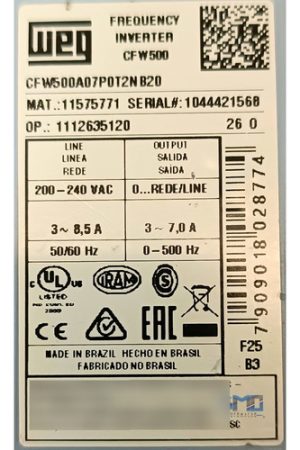 WEG
FREQUENCY
INVERTER
CFW500
CFW500A07P0T2NB20
MAT.: 11575771 SERIAL#: 1044421568
OP.: 1112635120 26 0
LINE
LINEA
REDE
OUTPUT
SALIDA
SAÍDA
200-240 VAC
0...REDE/LINE
3~ 8,5 A
3~ 7,0 A
50/60 Hz
0-500 Hz
7909018028774
C UL US
LISTED
IRAM
S
EAC
MADE IN BRAZIL HECHO EN BRASIL
FABRICADO NO BRASIL
F25
B3
SC